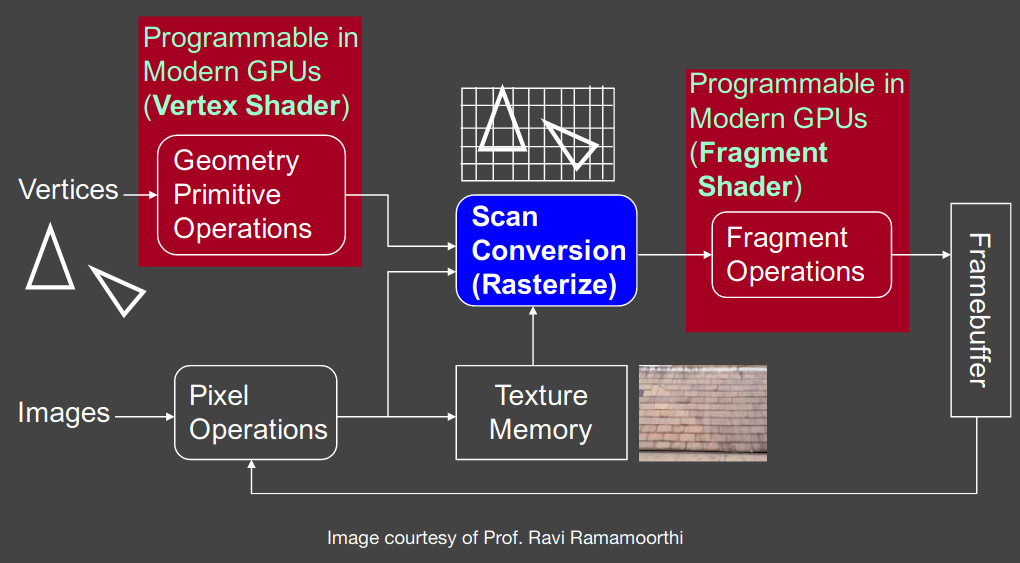 Programmable in
Modern GPUs
(Vertex Shader)
Geometry
Primitive
Operations
Vertices
Scan
Conversion
(Rasterize)
Programmable in
Modern GPUs
(Fragment
Shader)
Fragment
Operations
Framebuffer
Images
Pixel
Operations
Texture
Memory
Image courtesy of Prof. Ravi Ramamoorthi